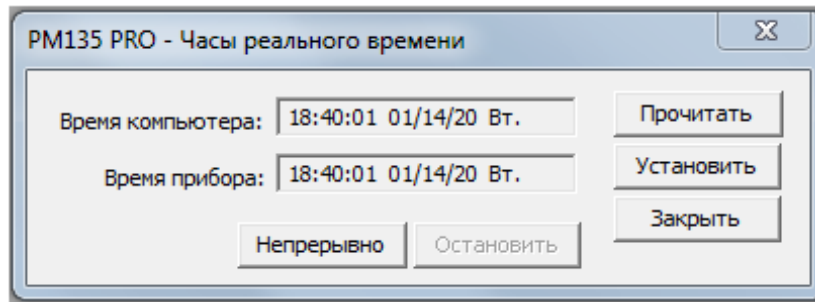 PM135 PRO - Часы реального времени
Время компьютера: 18:40:01 01/14/20 Вт. Прочитать
Время прибора: 18:40:01 01/14/20 Вт. Установить
Закрыть
Непрерывно Остановить